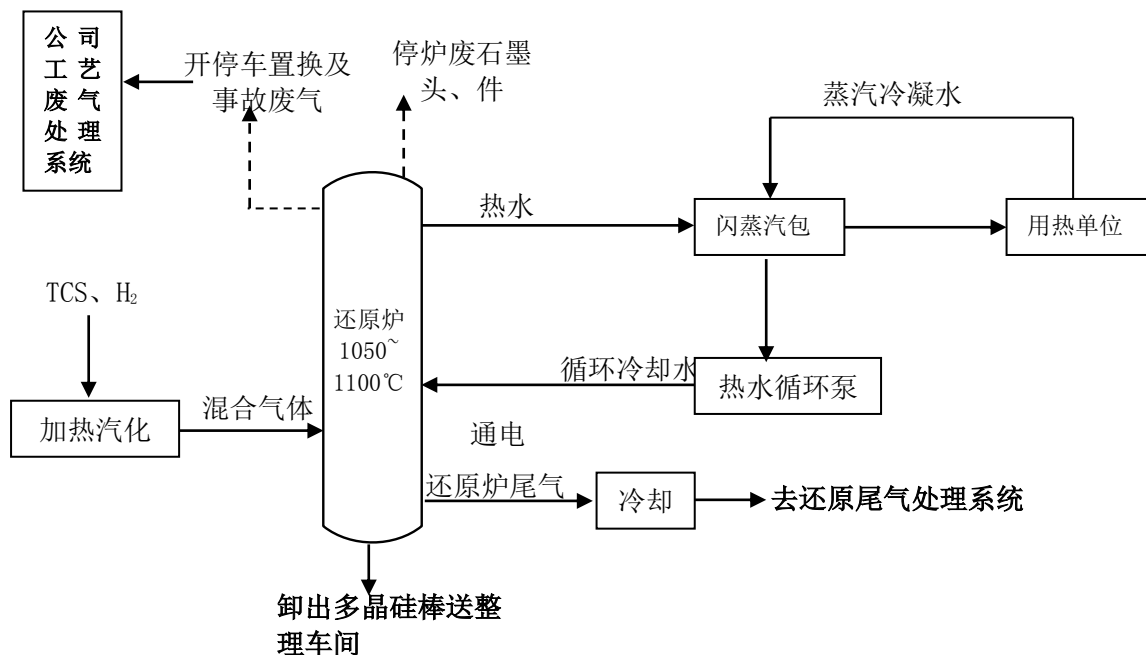 公司
工艺
废气
处理
系统
开停车置换及
事故废气
停炉废石墨
头、件
蒸汽冷凝水
热水
闪蒸汽包
用热单位
TCS、H₂
还原炉
1050~
1100℃
循环冷却水
热水循环泵
加热汽化
混合气体
通电
还原炉尾气
冷却
去还原尾气处理系统
卸出多晶硅棒送整
理车间